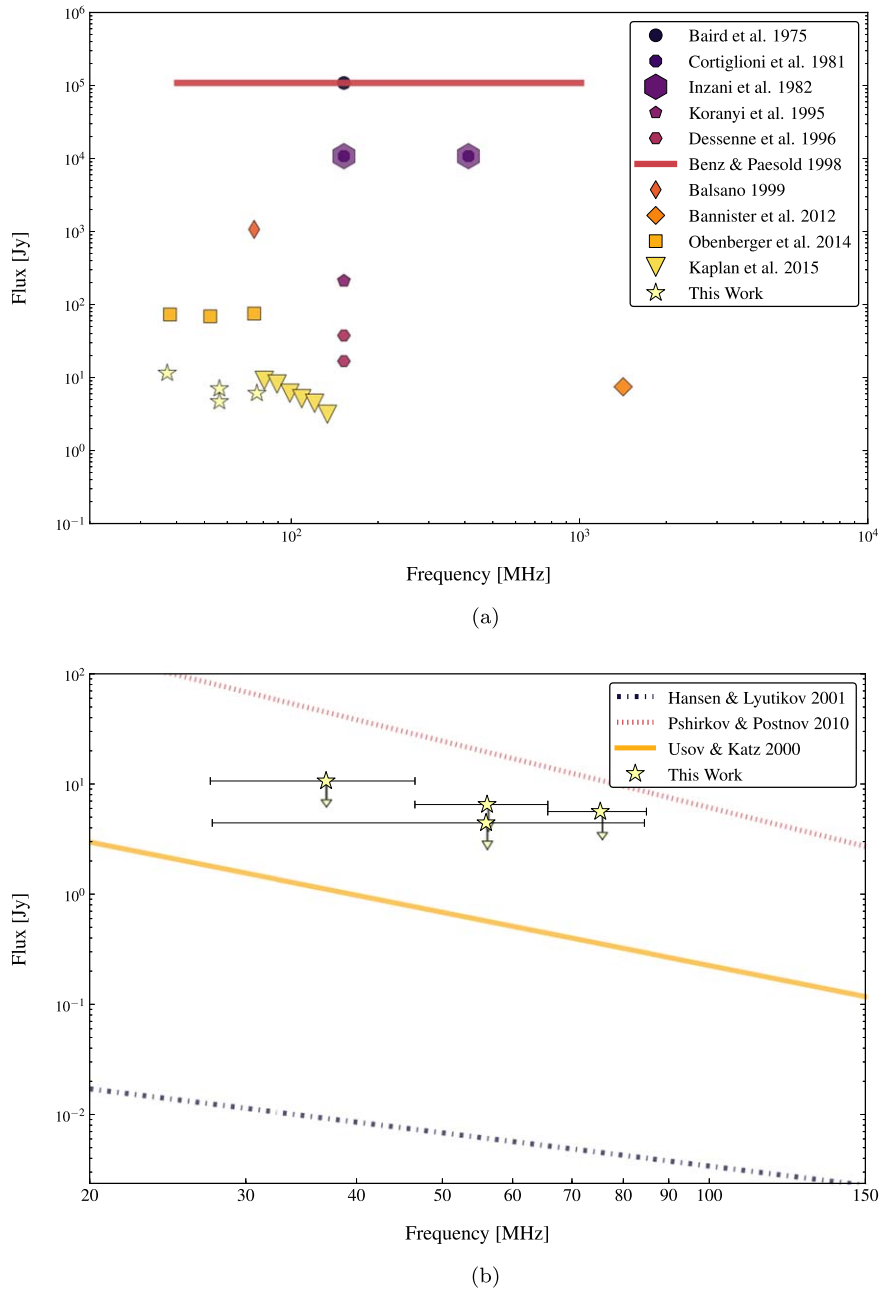 10^6
10^5
10^4
10^3
10^2
10^1
10^0
10^-1
Flux [Jy]
Baird et al. 1975
Cortiglioni et al. 1981
Inzani et al. 1982
Koranyi et al. 1995
Dessenne et al. 1996
Benz & Paesold 1998
Balsano 1999
Bannister et al. 2012
Obenberger et al. 2014
Kaplan et al. 2015
This Work
10^2 10^3 10^4
Frequency [MHz]
(a)
10^2
10^1
10^0
10^-1
10^-2
Flux [Jy]
Hansen & Lyutikov 2001
Pshirkov & Postnov 2010
Usov & Katz 2000
This Work
20 30 40 50 60 70 80 90 100 150
Frequency [MHz]
(b)